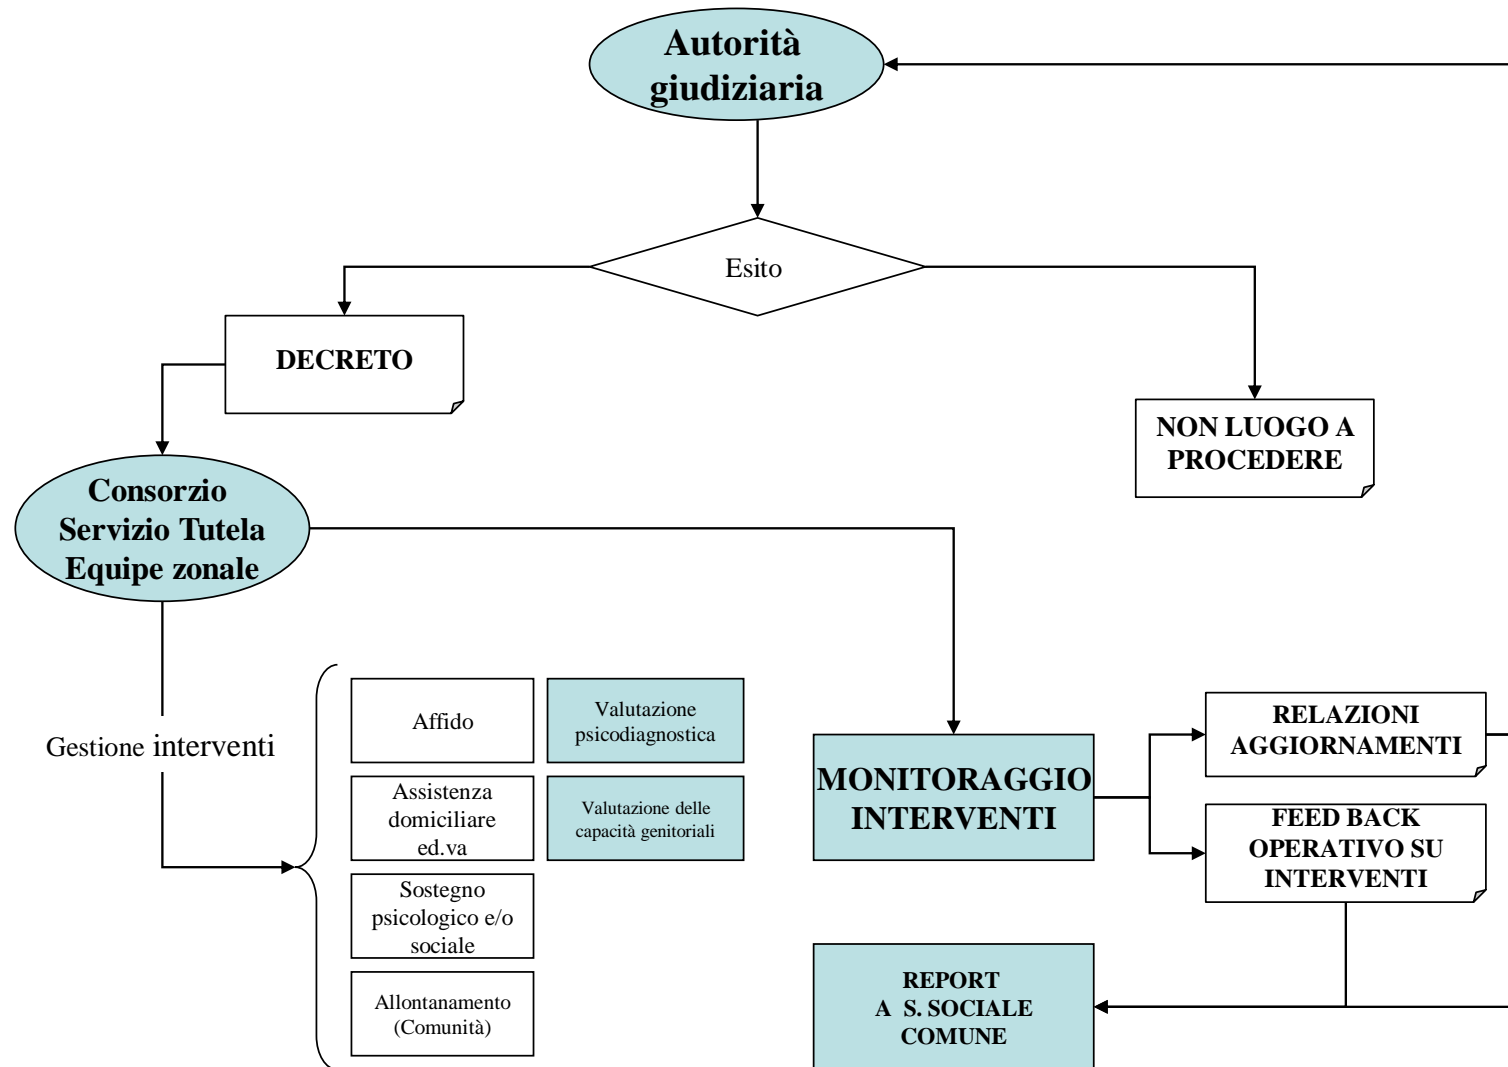 Autorità
giudiziaria
Esito
DECRETO
NON LUOGO A
PROCEDERE
Consorzio
Servizio Tutela
Equipe zonale
Gestione interventi
Affido
Valutazione
psicodiagnostica
Assistenza
domiciliare
ed.va
Valutazione delle
capacità genitoriali
Sostegno
psicologico e/o
sociale
Allontanamento
(Comunità)
MONITORAGGIO
INTERVENTI
RELAZIONI
AGGIORNAMENTI
FEED BACK
OPERATIVO SU
INTERVENTI
REPORT
A S. SOCIALE
COMUNE